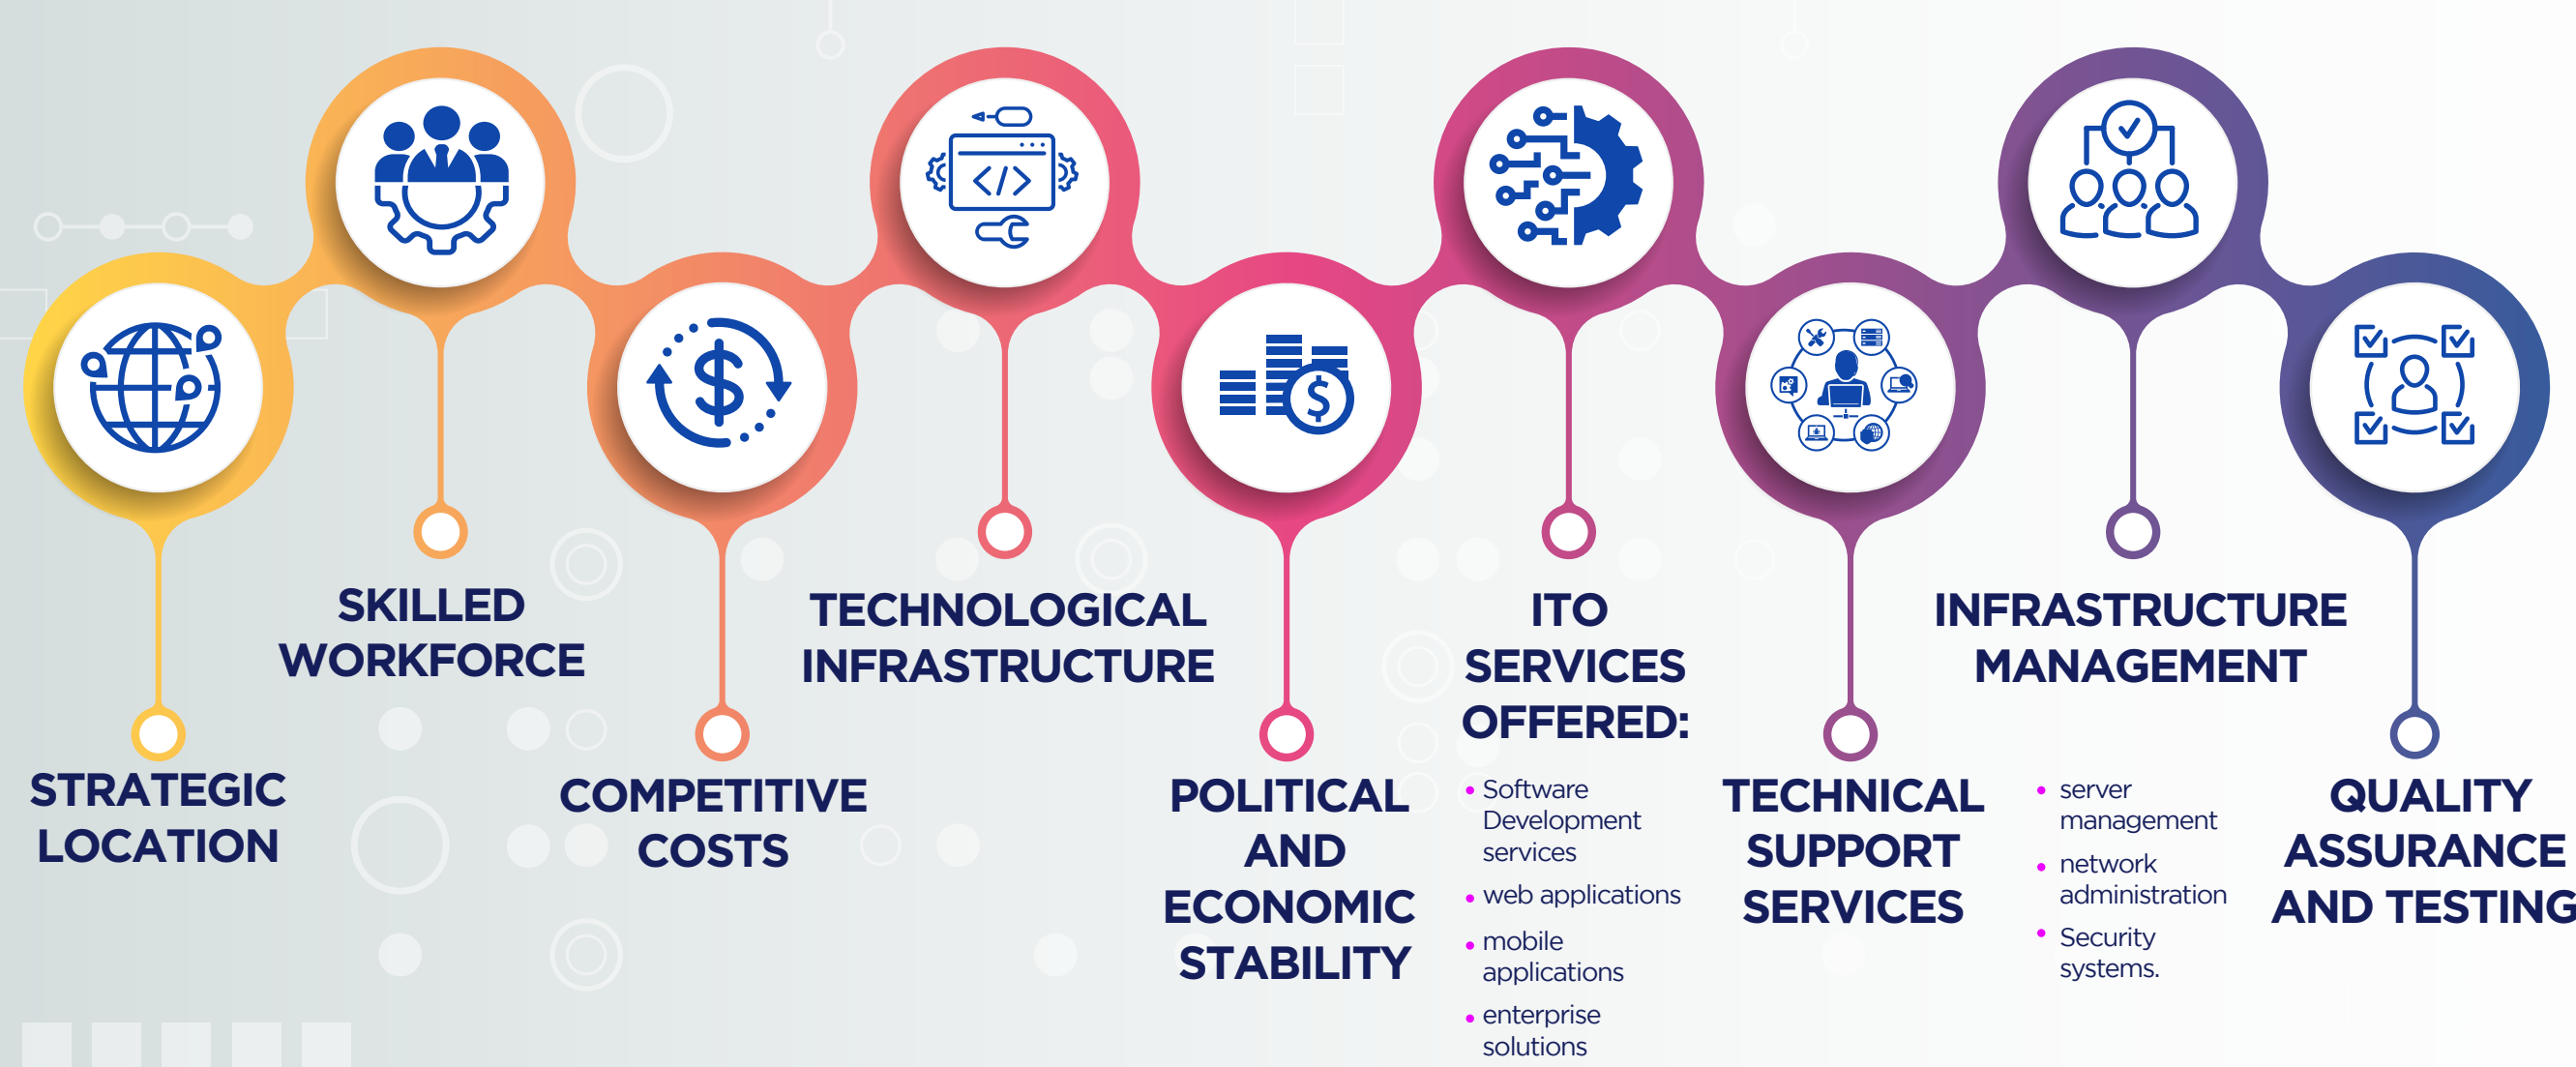 STRATEGIC
LOCATION
SKILLED
WORKFORCE
COMPETITIVE
COSTS
TECHNOLOGICAL
INFRASTRUCTURE
POLITICAL
AND
ECONOMIC
STABILITY
ITO
SERVICES
OFFERED:
• Software
Development
services
• web applications
• mobile
applications
• enterprise
solutions
TECHNICAL
SUPPORT
SERVICES
INFRASTRUCTURE
MANAGEMENT
• server
management
• network
administration
• Security
systems.
QUALITY
ASSURANCE
AND TESTING